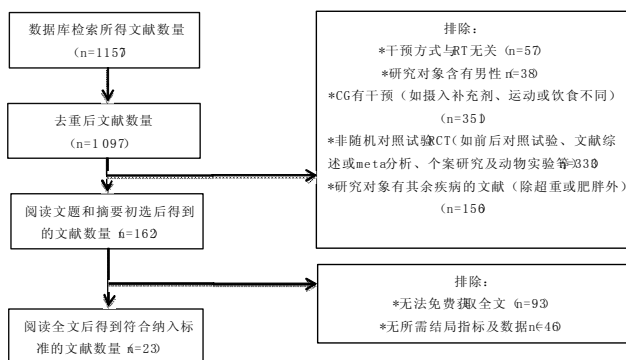 数据库检索所得文献数量
（n=1157）
去重后文献数量
（n=1 097）
阅读文题和摘要初选后得到
的文献数量（n=162）
阅读全文后得到符合纳入标
准的文献数量（n=23）
排除：
*干预方式与RT无关（n=57）
*研究对象含有男性（n=38）
*CG有干预（如摄入补充剂、运动或饮食不同）
（n=351）
*非随机对照试验RCT（如前后对照试验、文献综
述或meta分析、个案研究及动物实验等n=333）
*研究对象有其余疾病的文献（除超重或肥胖外）
（n=156）
排除：
*无法免费获取全文（n=93）
*无所需结局指标及数据（n=46）